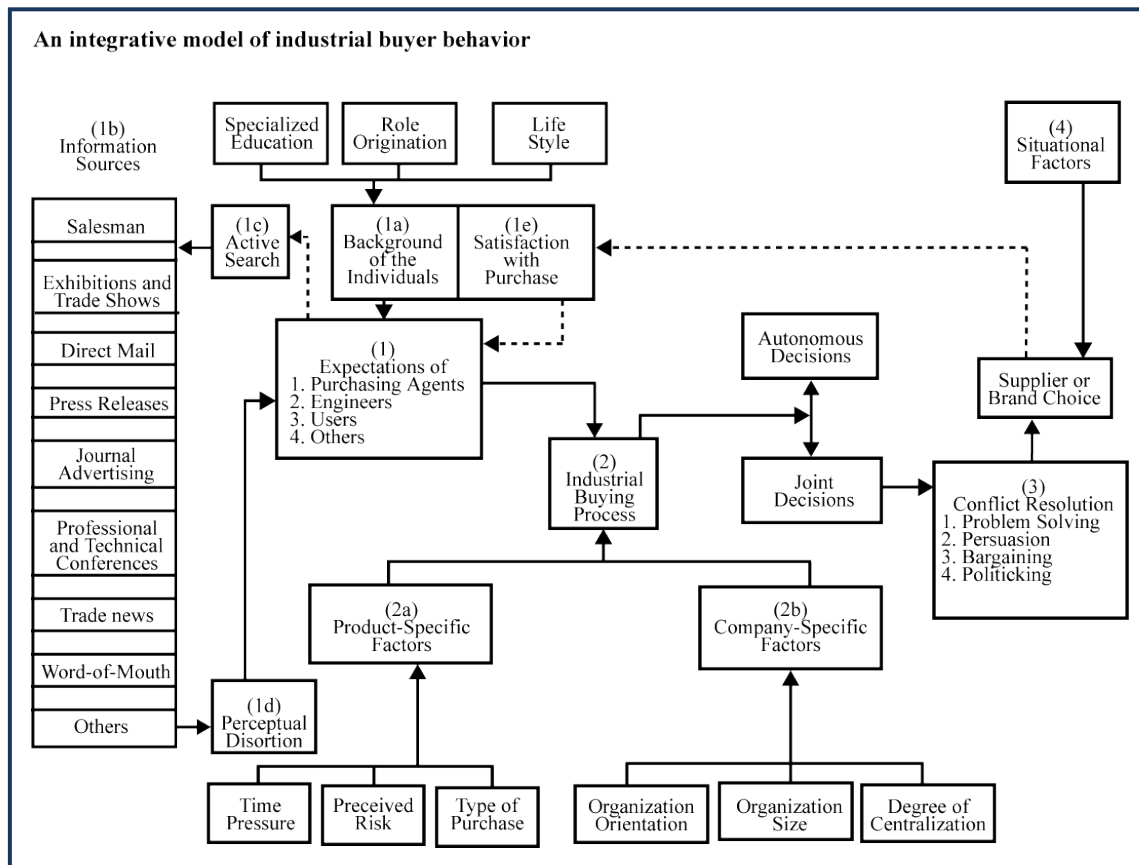 An integrative model of industrial buyer behavior
(1b)
Information
Sources
Salesman
Exhibitions and
Trade Shows
Direct Mail
Press Releases
Journal
Advertising
Professional
and Technical
Conferences
Trade news
Word-of-Mouth
Others
Specialized
Education
Role
Origination
Life
Style
(1c)
Active
Search
(1a)
Background
of the
Individuals
(1e)
Satisfaction
with
Purchase
(1)
Expectations of
1. Purchasing Agents
2. Engineers
3. Users
4. Others
(1d)
Perceptual
Disortion
(2)
Industrial
Buying
Process
(2a)
Product-Specific
Factors
(2b)
Company-Specific
Factors
Time
Pressure
Preceived
Risk
Type of
Purchase
Organization
Orientation
Organization
Size
Degree of
Centralization
Autonomous
Decisions
Joint
Decisions
(4)
Situational
Factors
Supplier or
Brand Choice
(3)
Conflict Resolution
1. Problem Solving
2. Persuasion
3. Bargaining
4. Politicking